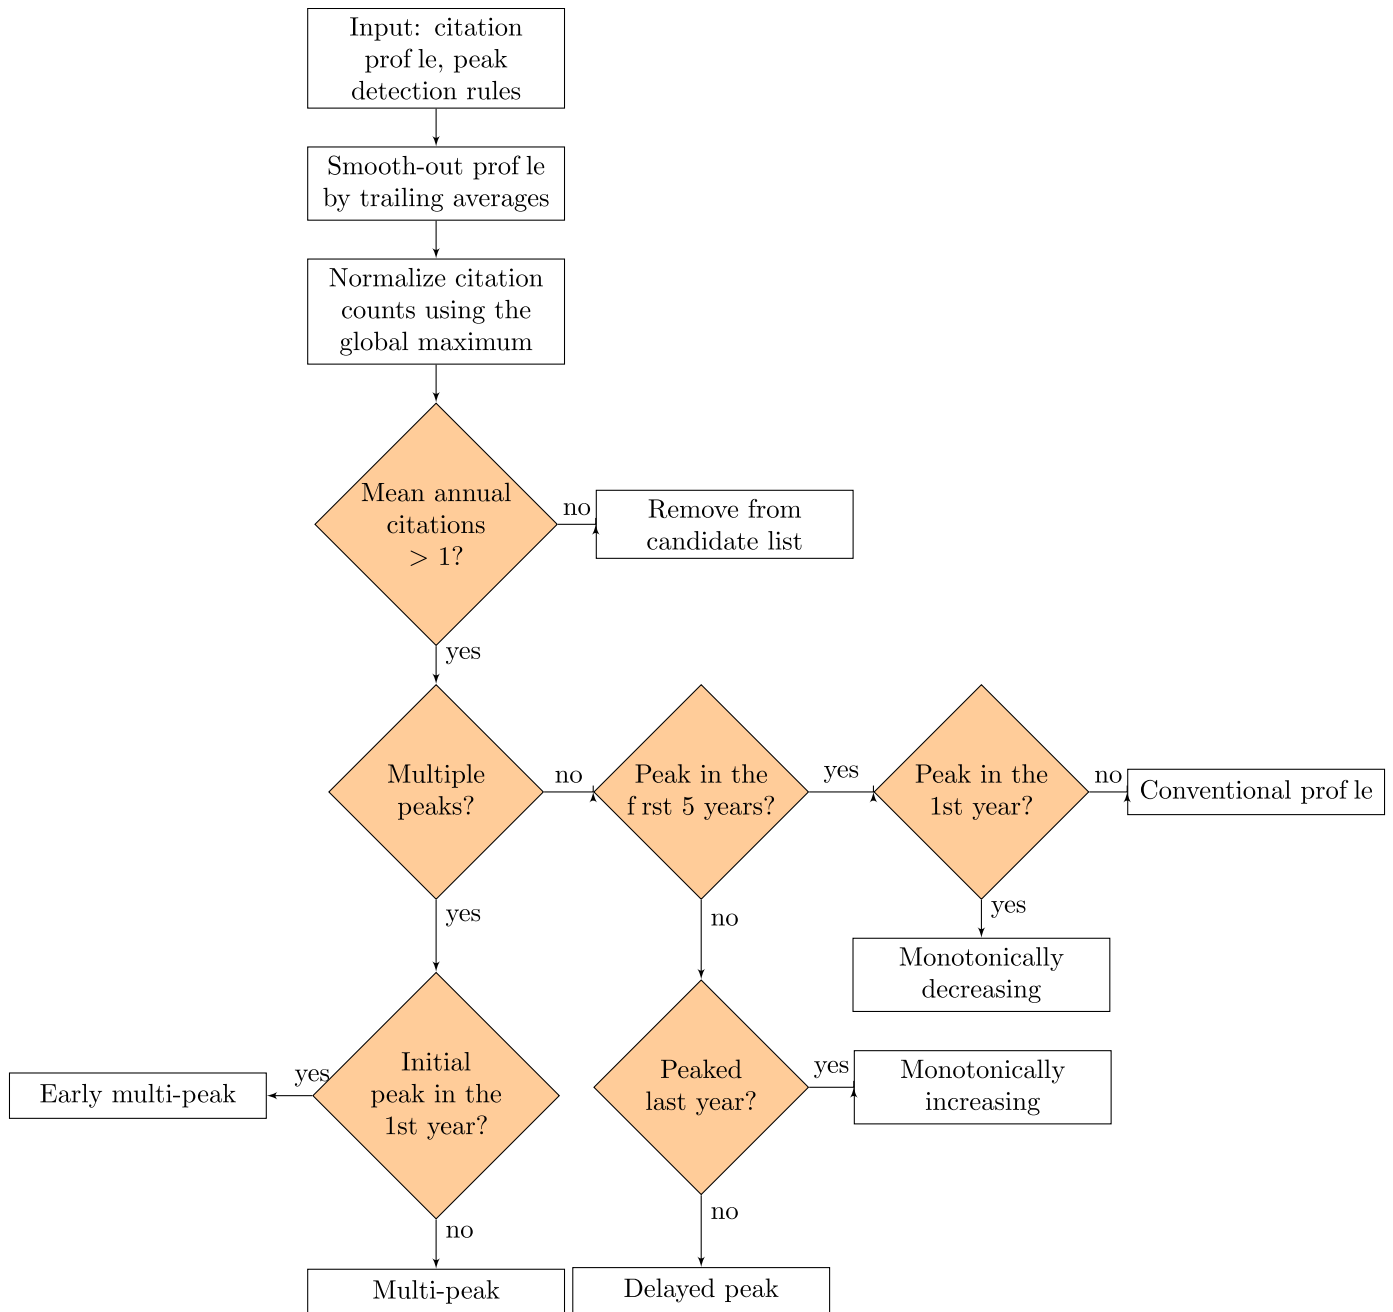 Input: citation
prof le, peak
detection rules
Smooth-out prof le
by trailing averages
Normalize citation
counts using the
global maximum
Mean annual
citations
> 1?
no
Remove from
candidate list
yes
Multiple
peaks?
no
Peak in the
f rst 5 years?
yes
Peak in the
1st year?
no
Conventional prof le
yes
no
yes
Monotonically
decreasing
Initial
peak in the
1st year?
yes
Early multi-peak
Peaked
last year?
yes
Monotonically
increasing
no
no
Multi-peak
Delayed peak